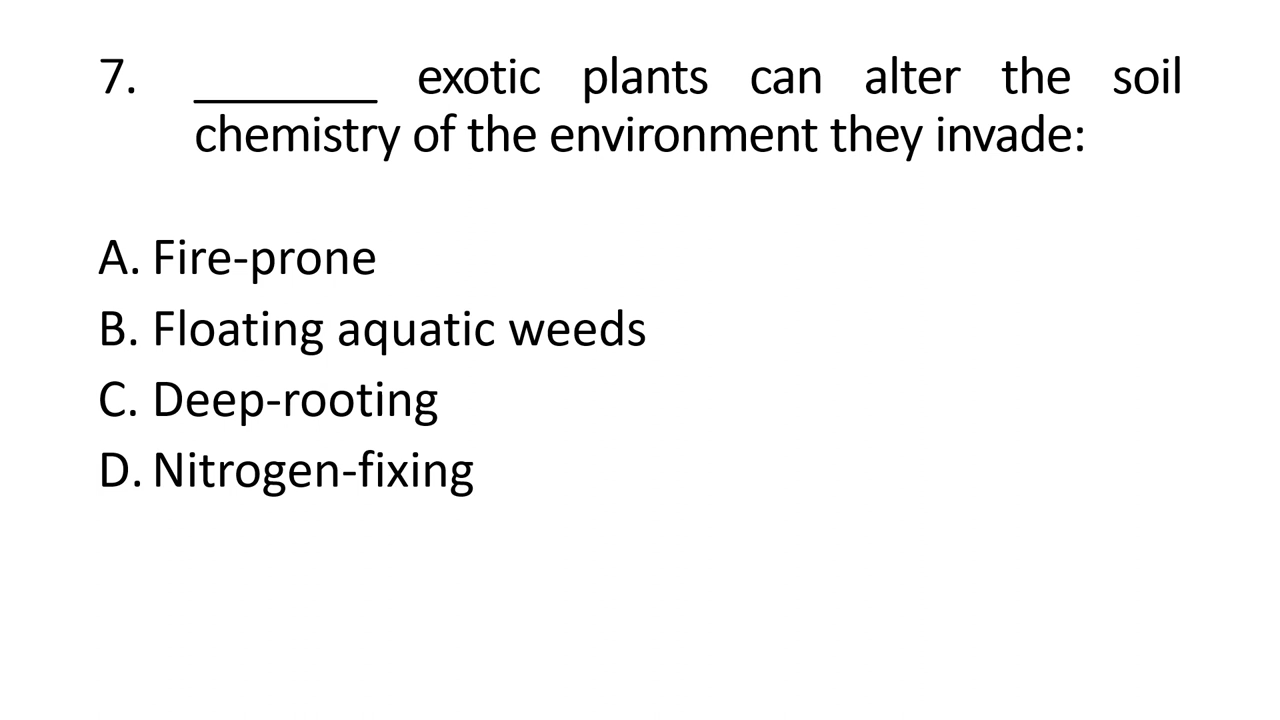 7. _______ exotic plants can alter the soil
chemistry of the environment they invade:
A. Fire-prone
B. Floating aquatic weeds
C. Deep-rooting
D. Nitrogen-fixing